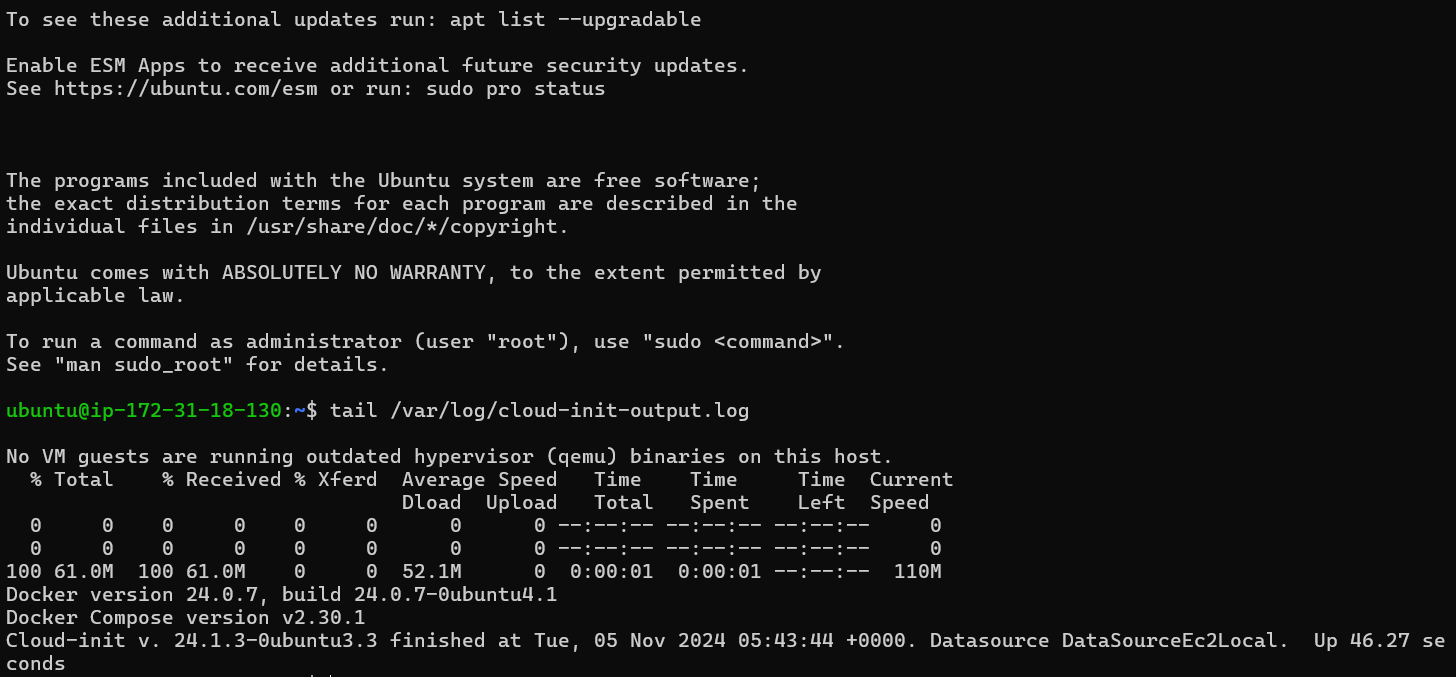 To see these additional updates run: apt list --upgradable
Enable ESM Apps to receive additional future security updates.
See https://ubuntu.com/esm or run: sudo pro status
The programs included with the Ubuntu system are free software;
the exact distribution terms for each program are described in the
individual files in /usr/share/doc/*/copyright.
Ubuntu comes with ABSOLUTELY NO WARRANTY, to the extent permitted by
applicable law.
To run a command as administrator (user "root"), use "sudo <command>".
See "man sudo_root" for details.
ubuntu@ip-172-31-18-130:~$ tail /var/log/cloud-init-output.log
No VM guests are running outdated hypervisor (qemu) binaries on this host.
  % Total    % Received % Xferd  Average Speed   Time    Time     Time  Current
                                 Dload  Upload   Total   Spent    Left  Speed
  0     0    0     0    0     0      0      0 --:--:-- --:--:-- --:--:--     0
  0     0    0     0    0     0      0      0 --:--:-- --:--:-- --:--:--     0
100 61.0M  100 61.0M    0     0  52.1M      0  0:00:01  0:00:01 --:--:--  110M
Docker version 24.0.7, build 24.0.7-0ubuntu4.1
Docker Compose version v2.30.1
Cloud-init v. 24.1.3-0ubuntu3.3 finished at Tue, 05 Nov 2024 05:43:44 +0000. Datasource DataSourceEc2Local.  Up 46.27 se
conds